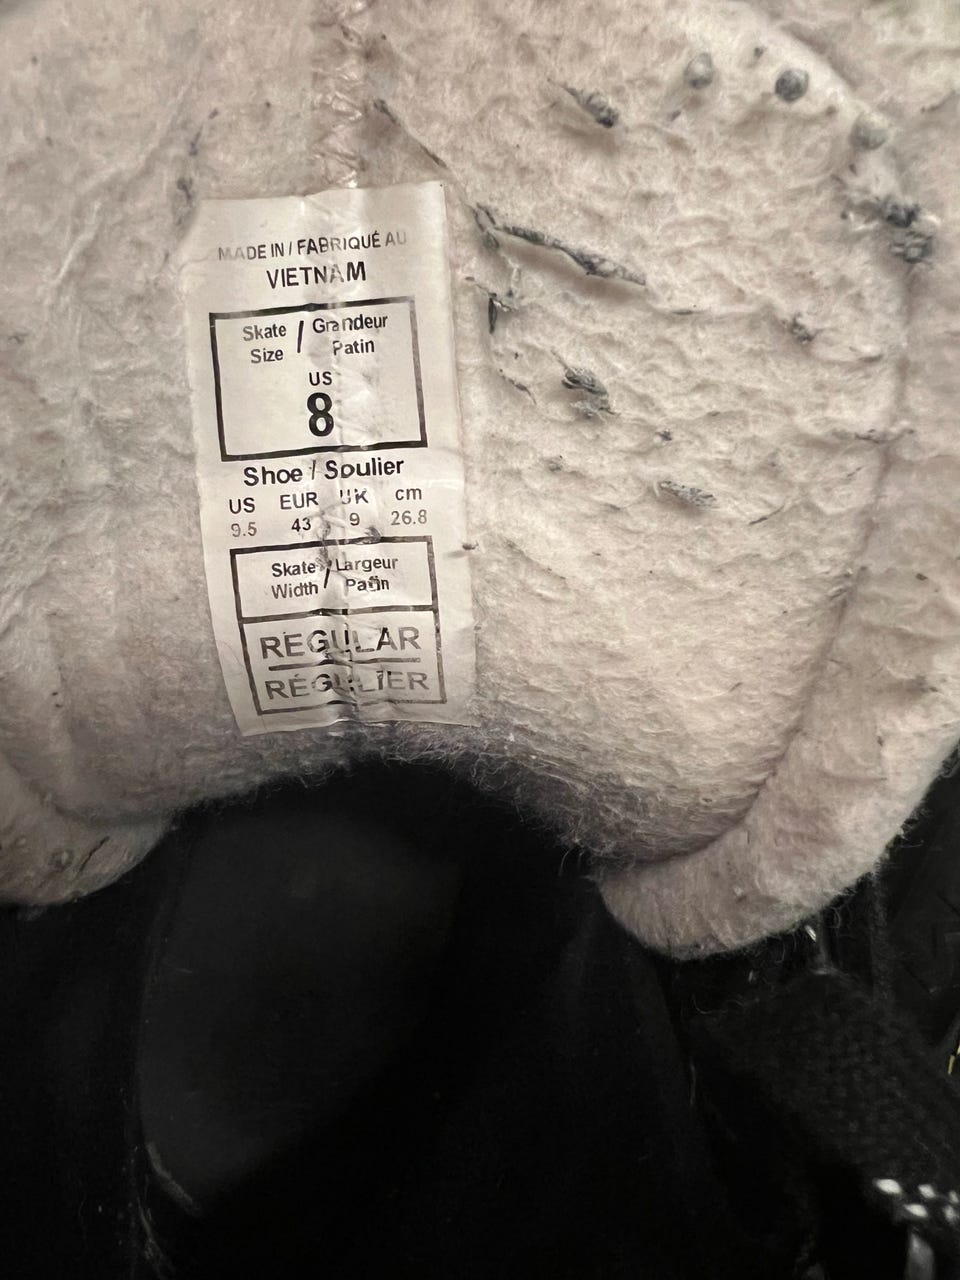 MADE IN / FABRIQUÉ AU
VIETNAM
Skate Size / Grandeur Patin
US
8
Shoe / Soulier
US EUR UK cm
9.5 43 9 26.8
Skate Width / Largeur Patin
REGULAR
RÉGULIER